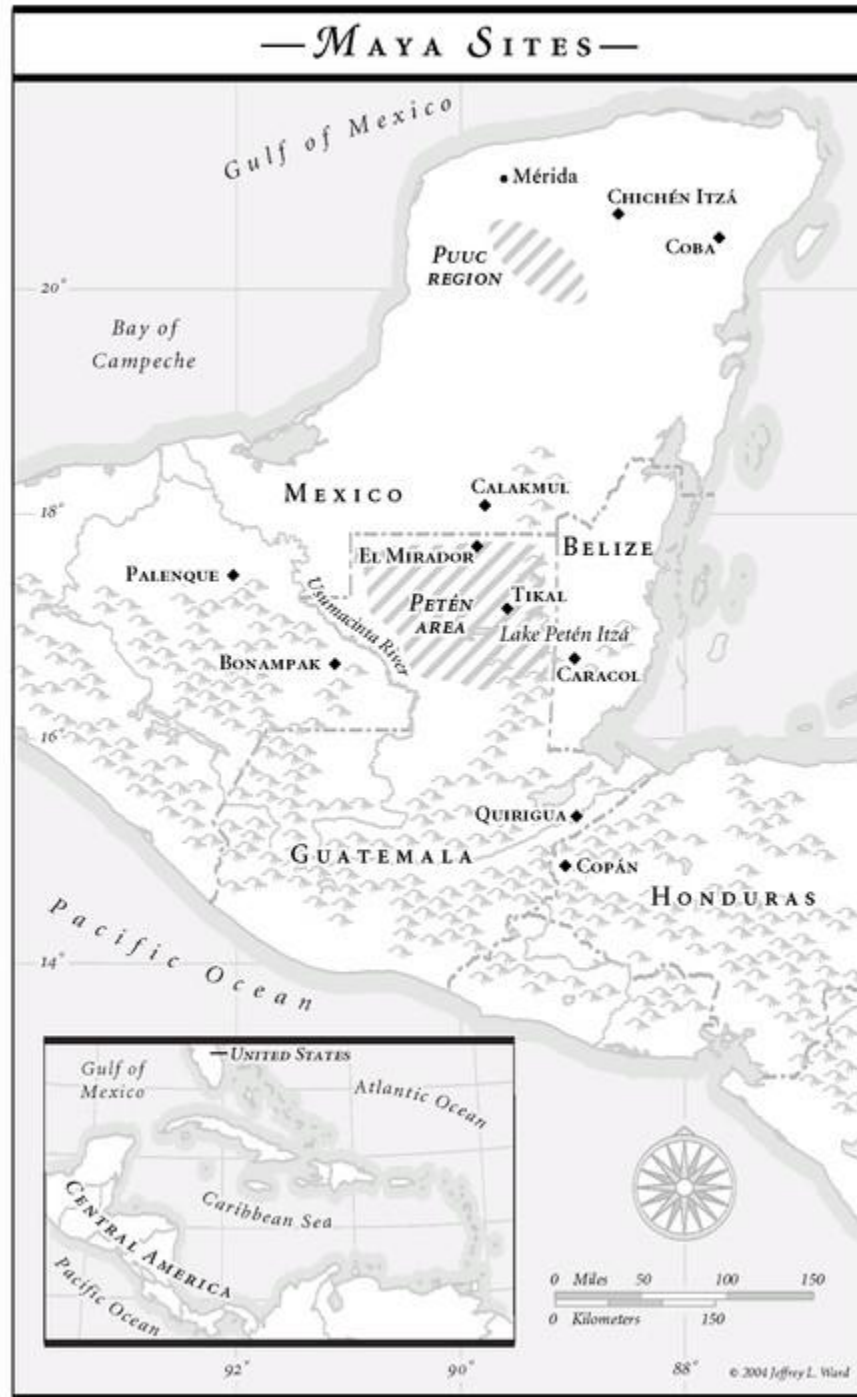 —MAYA SITES—
Gulf of Mexico
Mérida
CHICHÉN ITZÁ
COBA
PUUC
REGION
20°
Bay of
Campeche
MEXICO
CALAKMUL
18°
EL MIRADOR
BELIZE
PALENQUE
Usumacinta River
PETÉN
AREA
TIKAL
Lake Petén Itzá
BONAMPAK
CARACOL
16°
QUIRIGUA
GUATEMALA
COPÁN
HONDURAS
Pacific Ocean
14°
UNITED STATES
Gulf of
Mexico
Atlantic Ocean
Caribbean Sea
CENTRAL AMERICA
Pacific Ocean
0 Miles 50 100 150
0 Kilometers 150
92° 90° 88°
© 2004 Jeffrey L. Ward